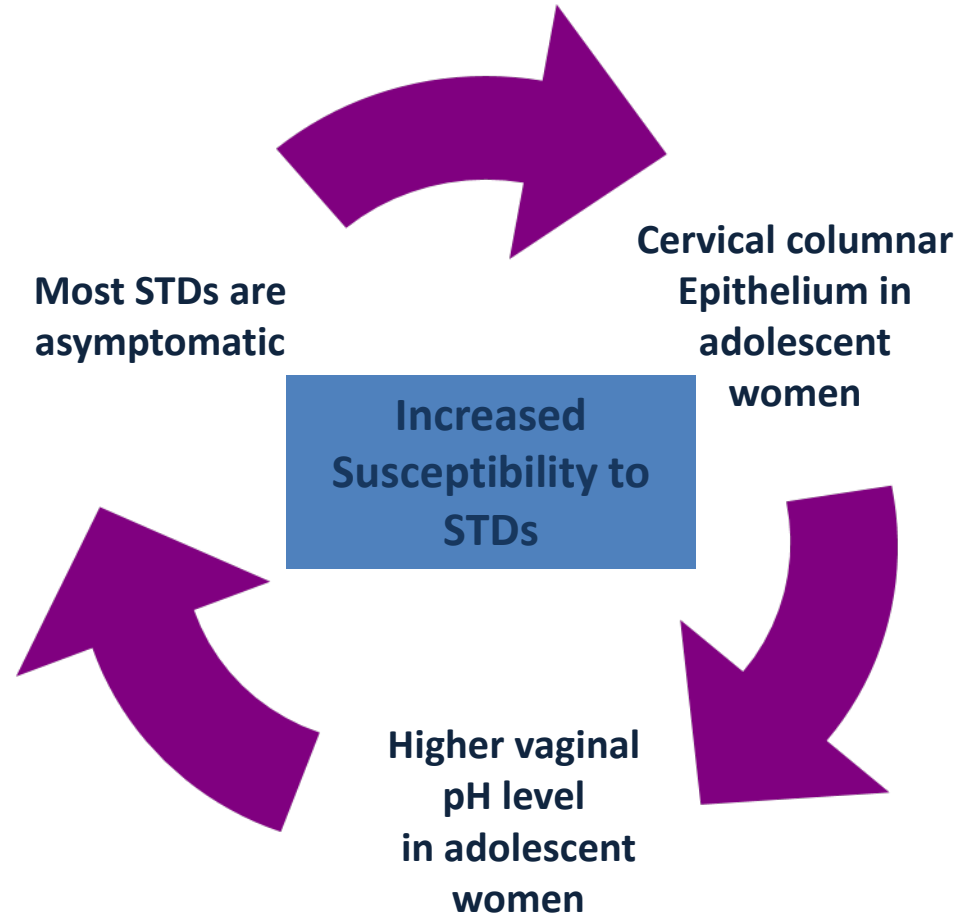 Most STDs are
asymptomatic
Cervical columnar
Epithelium in
adolescent
women
Increased
Susceptibility to
STDs
Higher vaginal
pH level
in adolescent
women